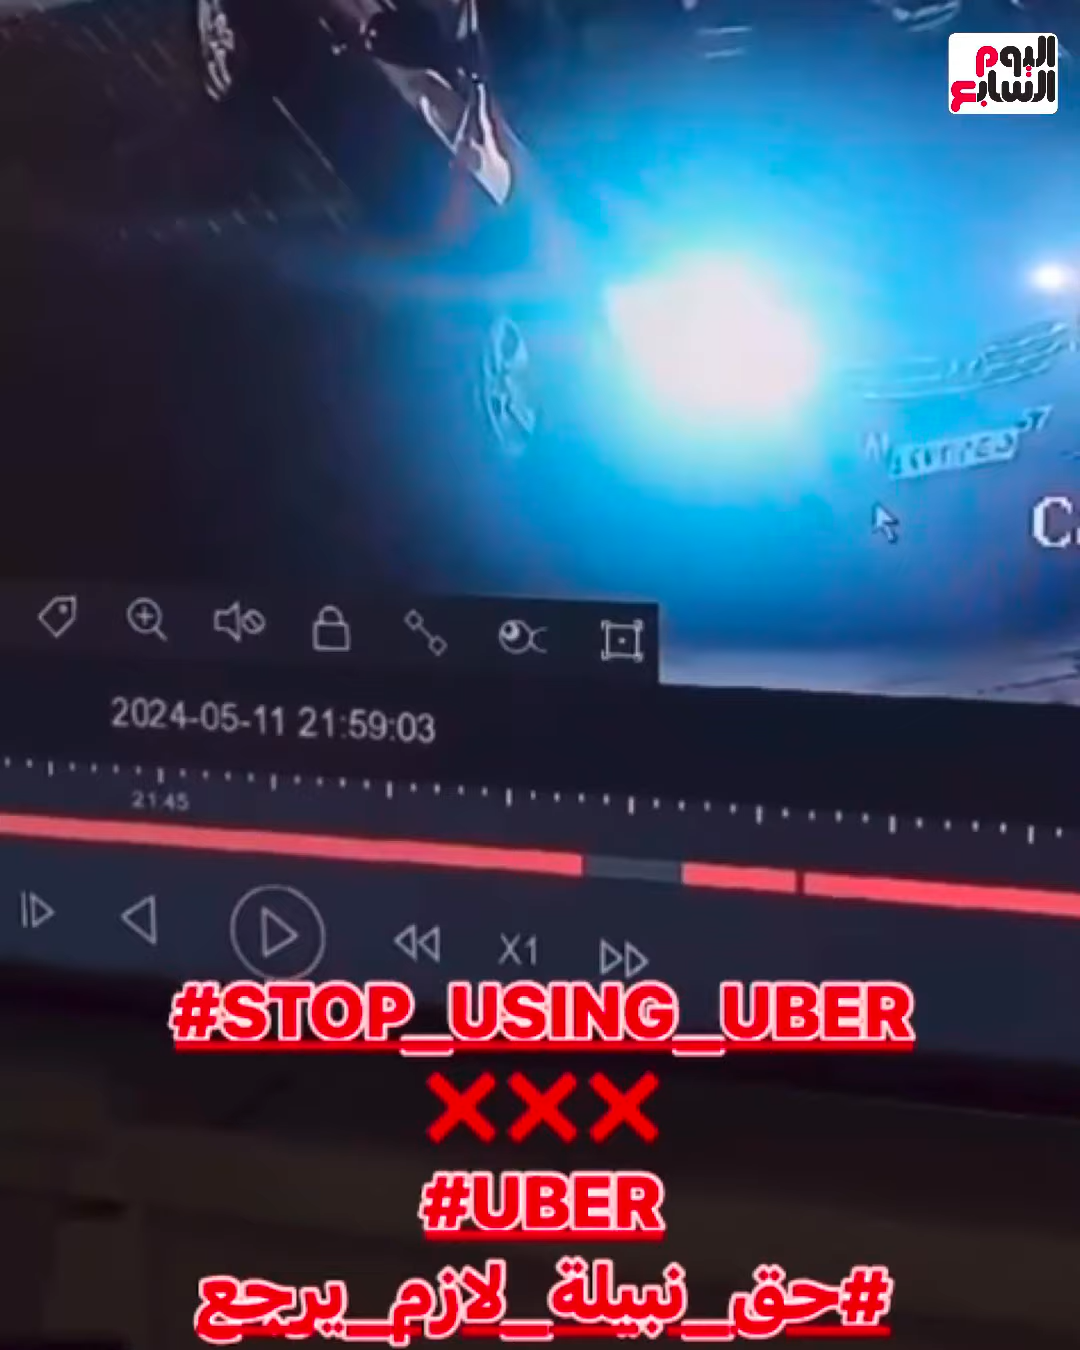 اليوم
السابع
2024-05-11 21:59:03
21:45
X1
#STOP_USING_UBER
❌❌❌
#UBER
#حق_نبيلة_لازم_يرجع